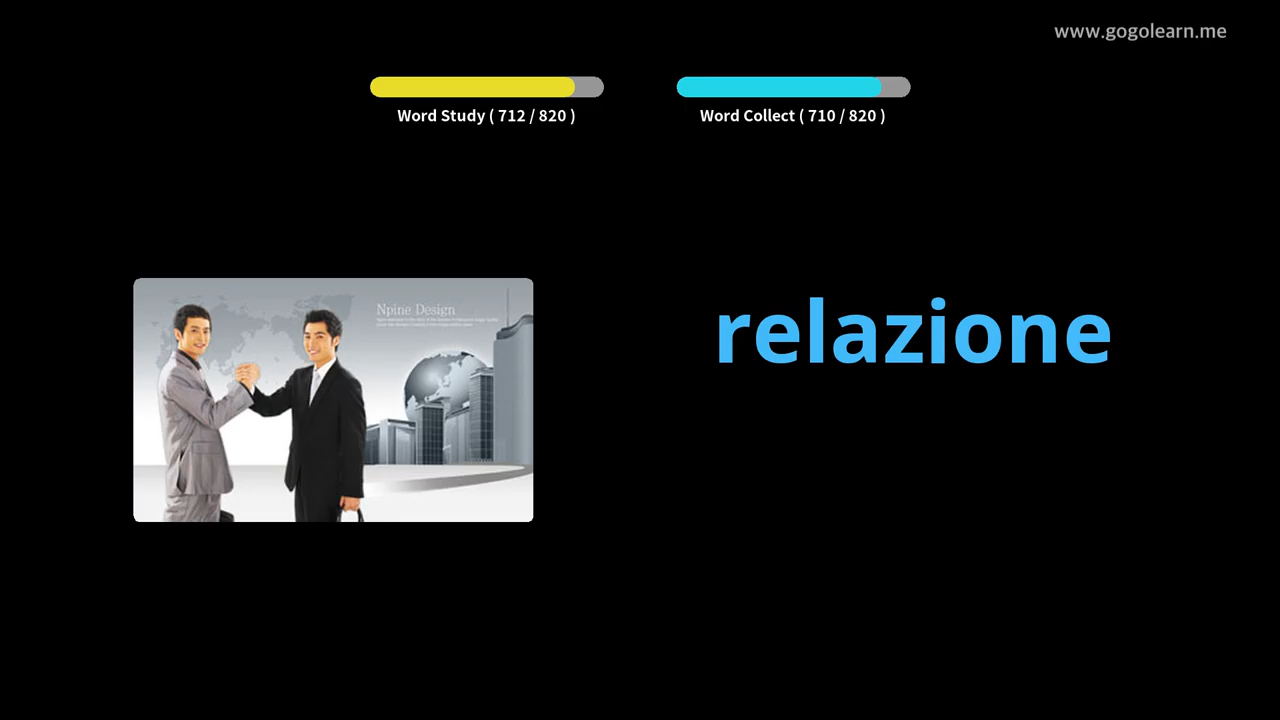 www.gogolearn.me
Word Study ( 712 / 820 )
Word Collect ( 710 / 820 )
Npine Design
relazione